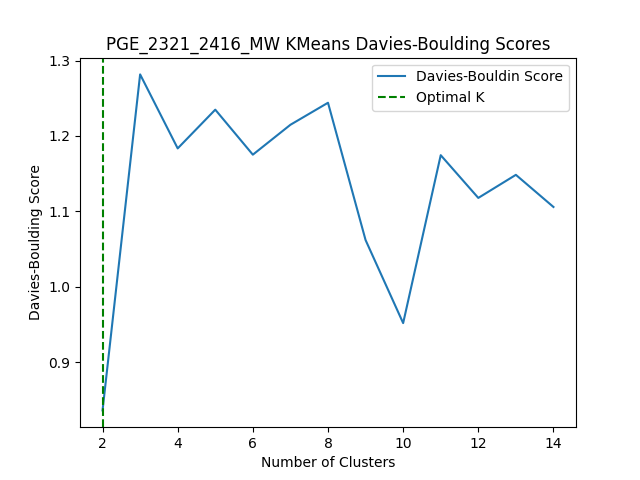 PGE_2321_2416_MW KMeans Davies-Boulding Scores
Davies-Bouldin Score
Optimal K
Davies-Boulding Score
1.3
1.2
1.1
1.0
0.9
2 4 6 8 10 12 14
Number of Clusters